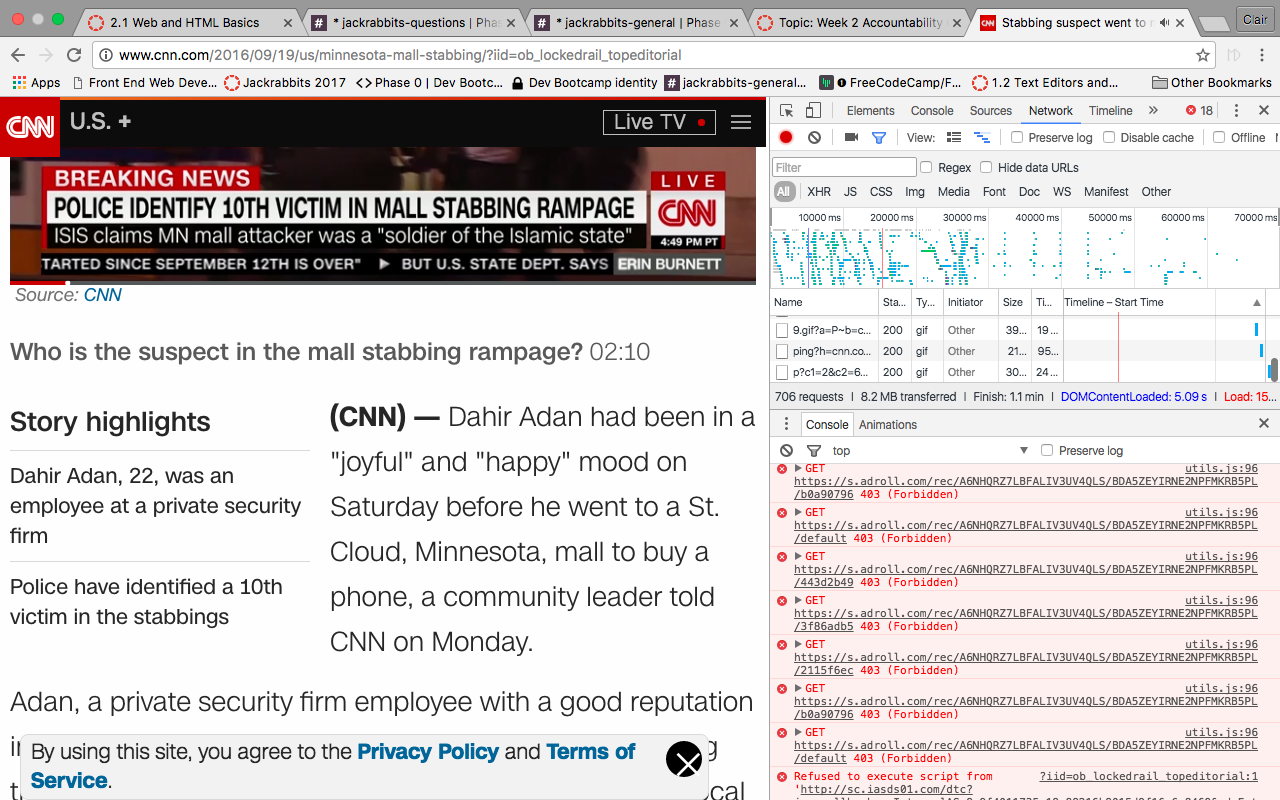 2.1 Web and HTML Basics
* jackrabbits-questions | Pha
* jackrabbits-general | Phase
Topic: Week 2 Accountability
Stabbing suspect went to m
Clair
www.cnn.com/2016/09/19/us/minnesota-mall-stabbing/?iid=ob_lockedrail_topeditorial
Apps
Front End Web Deve...
Jackrabbits 2017
<> Phase 0 | Dev Bootc...
Dev Bootcamp identity
jackrabbits-general...
FreeCodeCamp/F...
1.2 Text Editors and...
Other Bookmarks
CNN
U.S. +
Live TV
BREAKING NEWS
POLICE IDENTIFY 10TH VICTIM IN MALL STABBING RAMPAGE
ISIS claims MN mall attacker was a "soldier of the Islamic state"
LIVE
CNN
4:49 PM PT
TARTED SINCE SEPTEMBER 12TH IS OVER" ▶ BUT U.S. STATE DEPT. SAYS
ERIN BURNETT
Source: CNN
Who is the suspect in the mall stabbing rampage? 02:10
Story highlights
Dahir Adan, 22, was an
employee at a private security
firm
Police have identified a 10th
victim in the stabbings
(CNN) — Dahir Adan had been in a
"joyful" and "happy" mood on
Saturday before he went to a St.
Cloud, Minnesota, mall to buy a
phone, a community leader told
CNN on Monday.
Adan, a private security firm employee with a good reputation
By using this site, you agree to the Privacy Policy and Terms of
Service.
Elements Console Sources Network Timeline » 18
View: Preserve log Disable cache Offline
Filter Regex Hide data URLs
All XHR JS CSS Img Media Font Doc WS Manifest Other
10000 ms 20000 ms 30000 ms 40000 ms 50000 ms 60000 ms 70000 ms
Name Sta... Ty... Initiator Size Ti... Timeline – Start Time
9.gif?a=P~b=c... 200 gif Other 39... 19...
ping?h=cnn.co... 200 gif Other 21... 95...
p?c1=2&c2=6... 200 gif Other 30... 24...
706 requests | 8.2 MB transferred | Finish: 1.1 min | DOMContentLoaded: 5.09 s | Load: 15...
Console Animations
top Preserve log
GET utils.js:96
https://s.adroll.com/rec/A6NHQRZ7LBFALIV3UV4QLS/BDA5ZEYIRNE2NPFMKRB5PL
/b0a90796 403 (Forbidden)
GET utils.js:96
https://s.adroll.com/rec/A6NHQRZ7LBFALIV3UV4QLS/BDA5ZEYIRNE2NPFMKRB5PL
/default 403 (Forbidden)
GET utils.js:96
https://s.adroll.com/rec/A6NHQRZ7LBFALIV3UV4QLS/BDA5ZEYIRNE2NPFMKRB5PL
/443d2b49 403 (Forbidden)
GET utils.js:96
https://s.adroll.com/rec/A6NHQRZ7LBFALIV3UV4QLS/BDA5ZEYIRNE2NPFMKRB5PL
/3f86adb5 403 (Forbidden)
GET utils.js:96
https://s.adroll.com/rec/A6NHQRZ7LBFALIV3UV4QLS/BDA5ZEYIRNE2NPFMKRB5PL
/2115f6ec 403 (Forbidden)
GET utils.js:96
https://s.adroll.com/rec/A6NHQRZ7LBFALIV3UV4QLS/BDA5ZEYIRNE2NPFMKRB5PL
/b0a90796 403 (Forbidden)
GET utils.js:96
https://s.adroll.com/rec/A6NHQRZ7LBFALIV3UV4QLS/BDA5ZEYIRNE2NPFMKRB5PL
/default 403 (Forbidden)
Refused to execute script from ?iid=ob_lockedrail_topeditorial:1
'http://sc.iasds01.com/dtc?